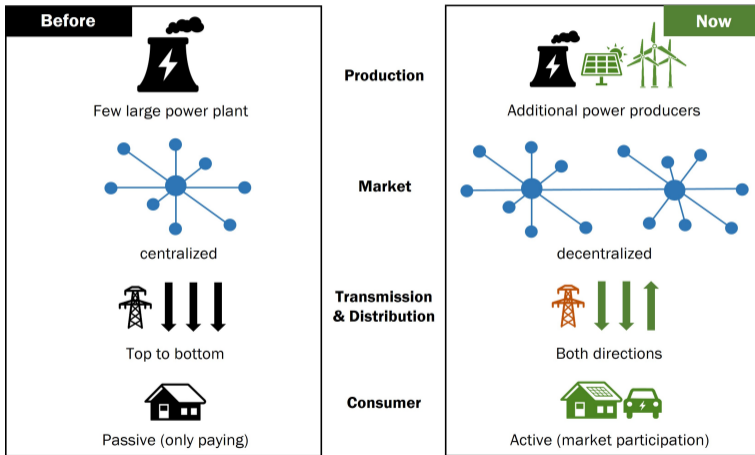 Before
Now
Production
Few large power plant
Additional power producers
Market
centralized
decentralized
Transmission
& Distribution
Top to bottom
Both directions
Consumer
Passive (only paying)
Active (market participation)